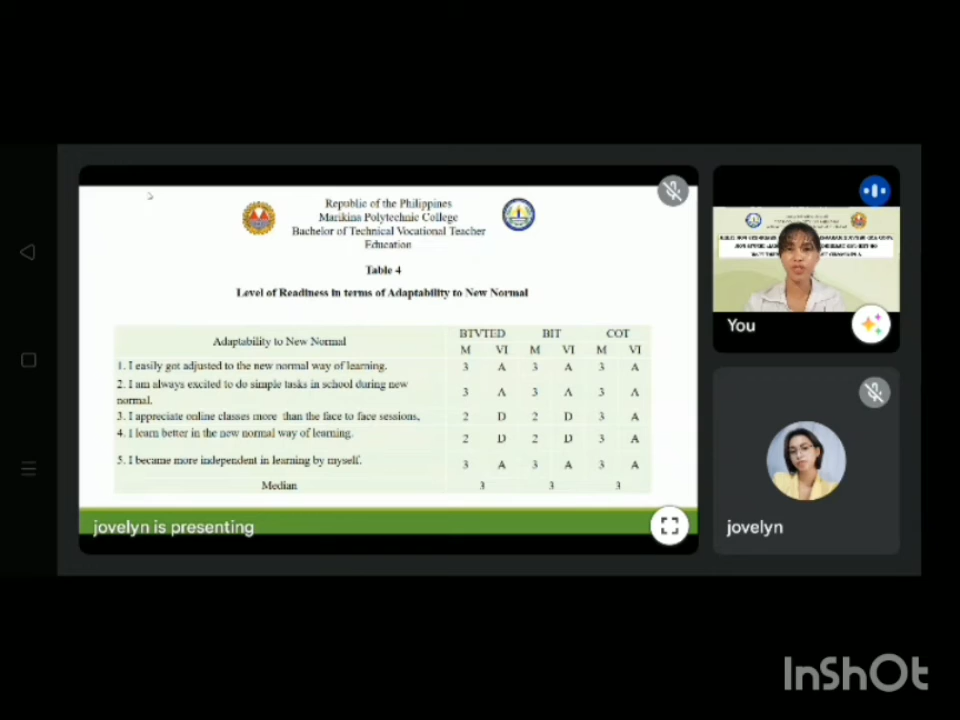 Republic of the Philippines
Marikina Polytechnic College
Bachelor of Technical Vocational Teacher
Education
Table 4
Level of Readiness in terms of Adaptability to New Normal
Adaptability to New Normal BTVTED BIT COT
M VI M VI M VI
1. I easily got adjusted to the new normal way of learning. 3 A 3 A 3 A
2. I am always excited to do simple tasks in school during new
normal. 3 A 3 A 3 A
3. I appreciate online classes more than the face to face sessions, 2 D 2 D 3 A
4. I learn better in the new normal way of learning. 2 D 2 D 3 A
5. I became more independent in learning by myself. 3 A 3 A 3 A
Median 3 3 3
jovelyn is presenting
You
jovelyn
InShOt